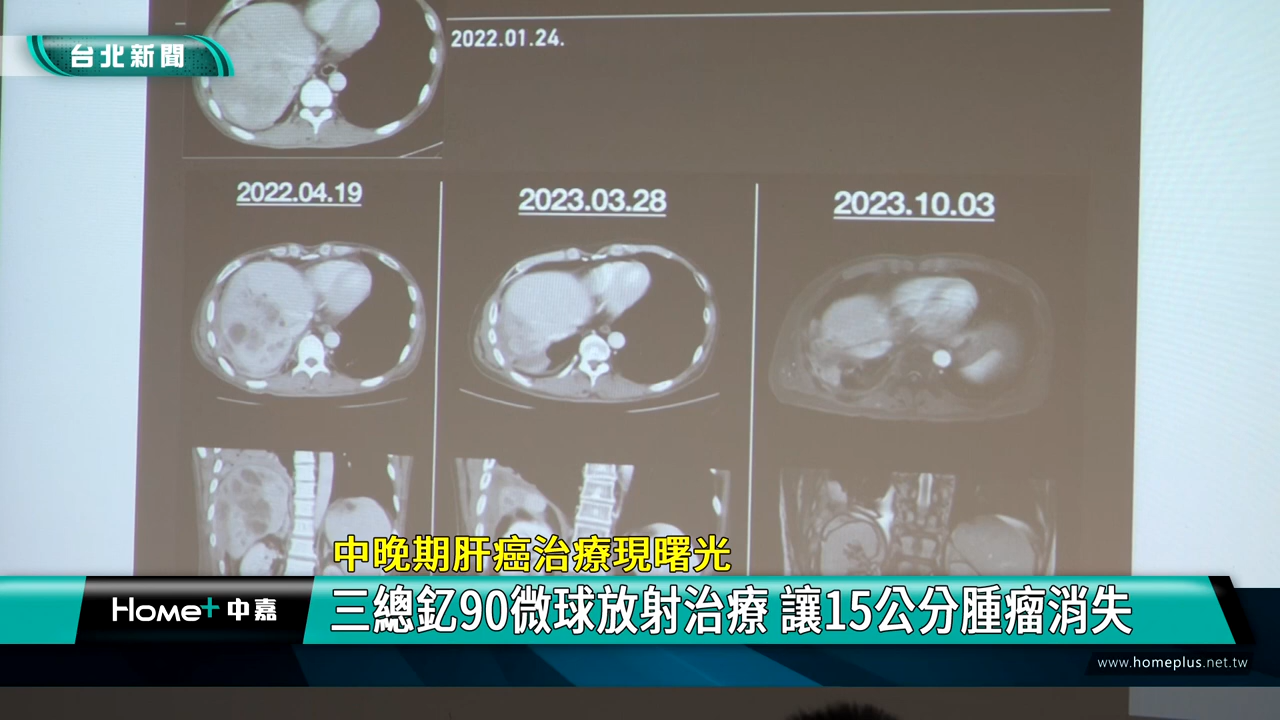 台北新聞
2022.01.24.
2022.04.19
2023.03.28
2023.10.03
中晚期肝癌治療現曙光
Home+中嘉
三總釔90微球放射治療 讓15公分腫瘤消失
www.homeplus.net.tw